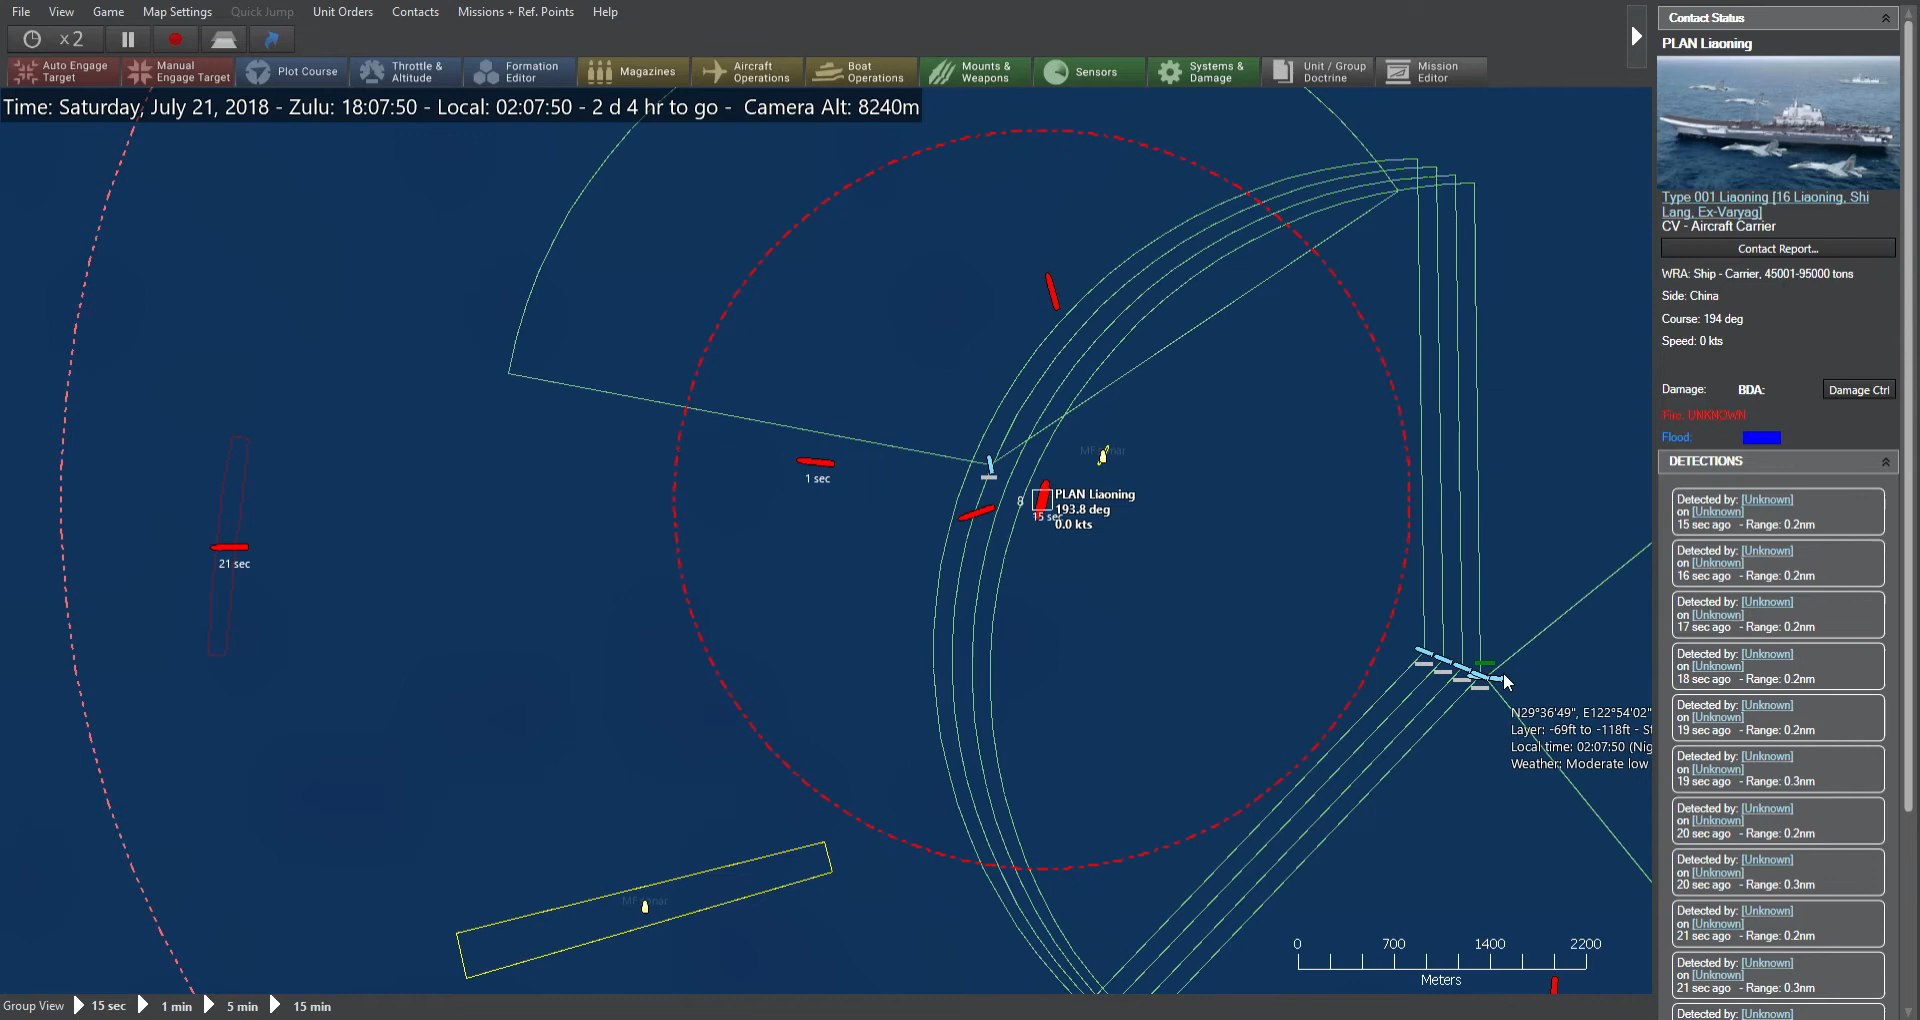 File View Game Map Settings Quick Jump Unit Orders Contacts Missions + Ref. Points Help
x 2
Auto Engage Target
Manual Engage Target
Plot Course
Throttle & Altitude
Formation Editor
Magazines
Aircraft Operations
Boat Operations
Mounts & Weapons
Sensors
Systems & Damage
Unit / Group Doctrine
Mission Editor
Time: Saturday, July 21, 2018 - Zulu: 18:07:50 - Local: 02:07:50 - 2 d 4 hr to go - Camera Alt: 8240m
1 sec
21 sec
8
15 sec
PLAN Liaoning
193.8 deg
0.0 kts
N29°36'49", E122°54'02"
Layer: -69ft to -118ft - St
Local time: 02:07:50 (Nig
Weather: Moderate low
0 700 1400 2200
Meters
Group View 15 sec 1 min 5 min 15 min
Contact Status
PLAN Liaoning
Type 001 Liaoning [16 Liaoning, Shi
Lang, Ex-Varyag]
CV - Aircraft Carrier
Contact Report...
WRA: Ship - Carrier, 45001-95000 tons
Side: China
Course: 194 deg
Speed: 0 kts
Damage: BDA: Damage Ctrl
Fire: UNKNOWN
Flood:
DETECTIONS
Detected by: [Unknown]
on [Unknown]
15 sec ago - Range: 0.2nm
Detected by: [Unknown]
on [Unknown]
16 sec ago - Range: 0.2nm
Detected by: [Unknown]
on [Unknown]
17 sec ago - Range: 0.2nm
Detected by: [Unknown]
on [Unknown]
18 sec ago - Range: 0.2nm
Detected by: [Unknown]
on [Unknown]
19 sec ago - Range: 0.2nm
Detected by: [Unknown]
on [Unknown]
19 sec ago - Range: 0.3nm
Detected by: [Unknown]
on [Unknown]
20 sec ago - Range: 0.2nm
Detected by: [Unknown]
on [Unknown]
20 sec ago - Range: 0.3nm
Detected by: [Unknown]
on [Unknown]
21 sec ago - Range: 0.2nm
Detected by: [Unknown]
on [Unknown]
21 sec ago - Range: 0.3nm
Detected by: [Unknown]